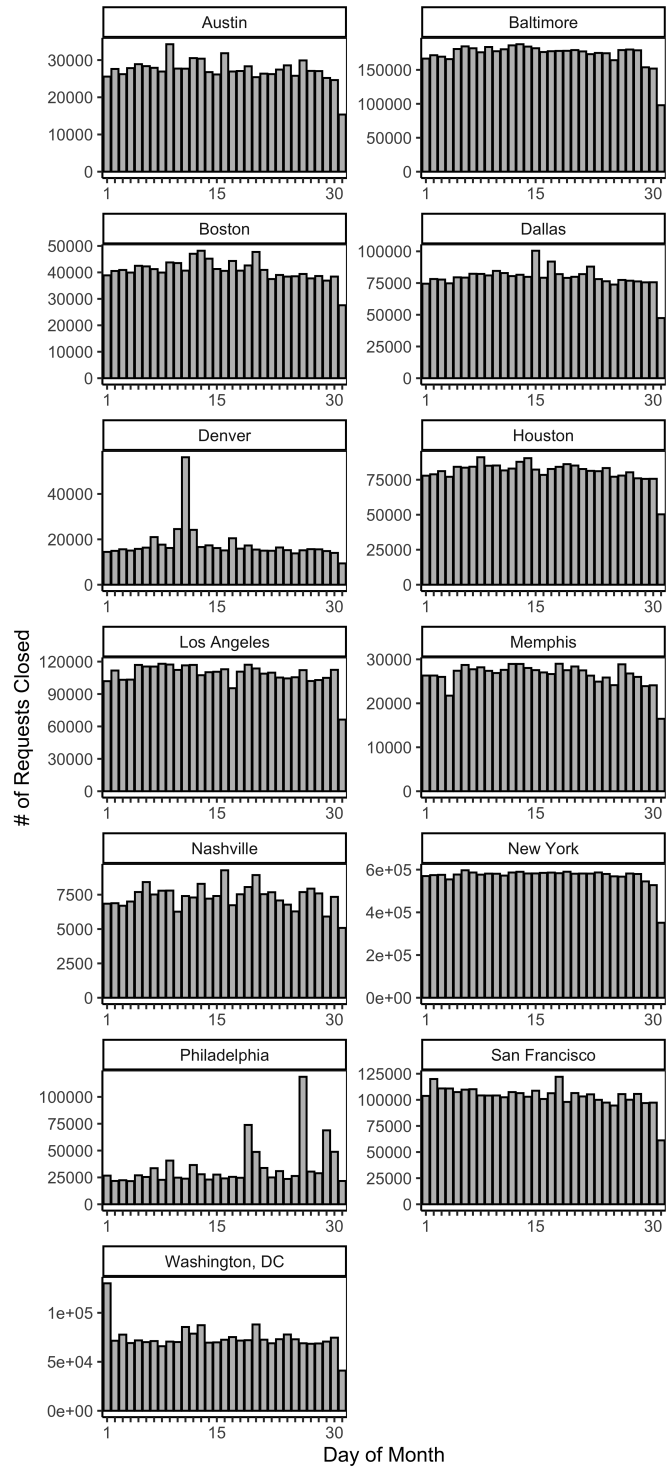 Austin
30000
20000
10000
0
1 15 30
Baltimore
150000
100000
50000
0
1 15 30
Boston
50000
40000
30000
20000
10000
0
1 15 30
Dallas
100000
75000
50000
25000
0
1 15 30
Denver
40000
20000
0
1 15 30
Houston
75000
50000
25000
0
1 15 30
# of Requests Closed
Los Angeles
120000
90000
60000
30000
0
1 15 30
Memphis
30000
20000
10000
0
1 15 30
Nashville
7500
5000
2500
0
1 15 30
New York
6e+05
4e+05
2e+05
0e+00
1 15 30
Philadelphia
100000
75000
50000
25000
0
1 15 30
San Francisco
125000
100000
75000
50000
25000
0
1 15 30
Washington, DC
1e+05
5e+04
0e+00
1 15 30
Day of Month